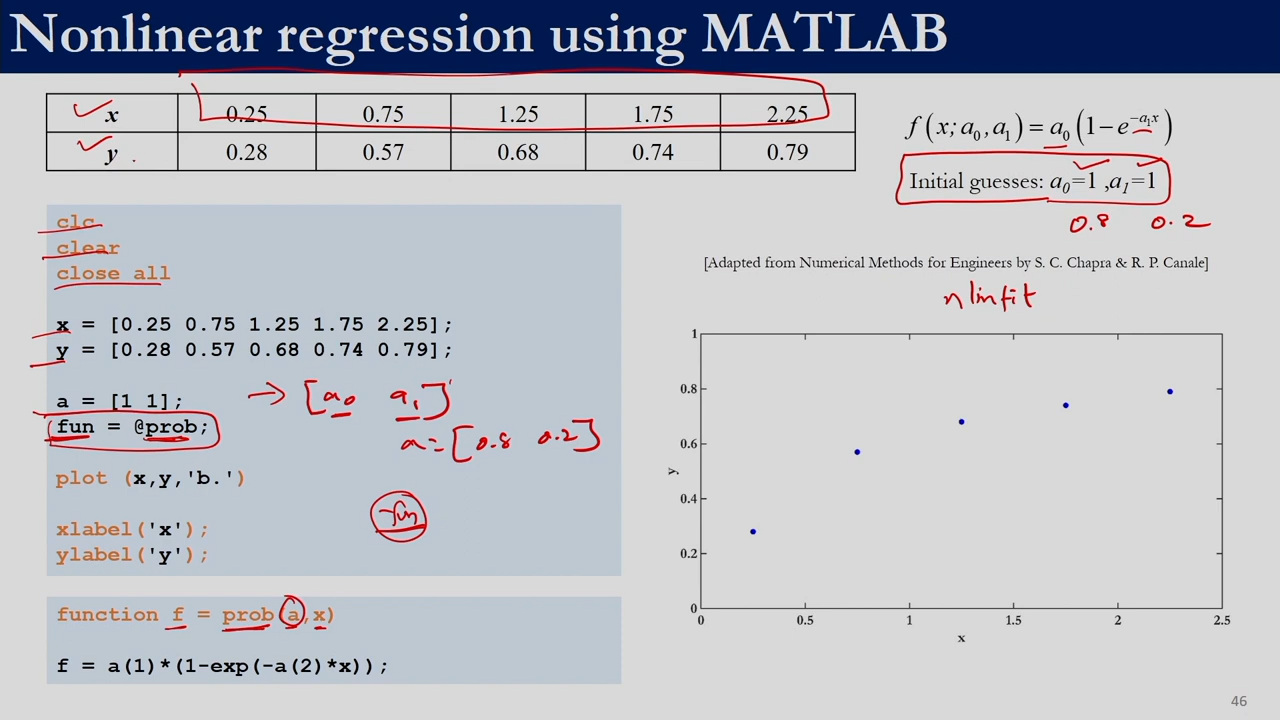 Nonlinear regression using MATLAB
x 0.25 0.75 1.25 1.75 2.25
y 0.28 0.57 0.68 0.74 0.79
f(x;a₀,a₁) = a₀(1−e^{−a₁x})
Initial guesses: a₀=1 ,a₁=1
0.8 0.2
[Adapted from Numerical Methods for Engineers by S. C. Chapra & R. P. Canale]
nlinfit
clc
clear
close all
x = [0.25 0.75 1.25 1.75 2.25];
y = [0.28 0.57 0.68 0.74 0.79];
a = [1 1]; → [a₀ a₁]
fun = @prob; a = [0.8 0.2]
plot (x,y,'b.')
fun
xlabel('x');
ylabel('y');
function f = prob(a,x)
f = a(1)*(1-exp(-a(2)*x));
1
0.8
0.6
y
0.4
0.2
0
0 0.5 1 1.5 2 2.5
x
46